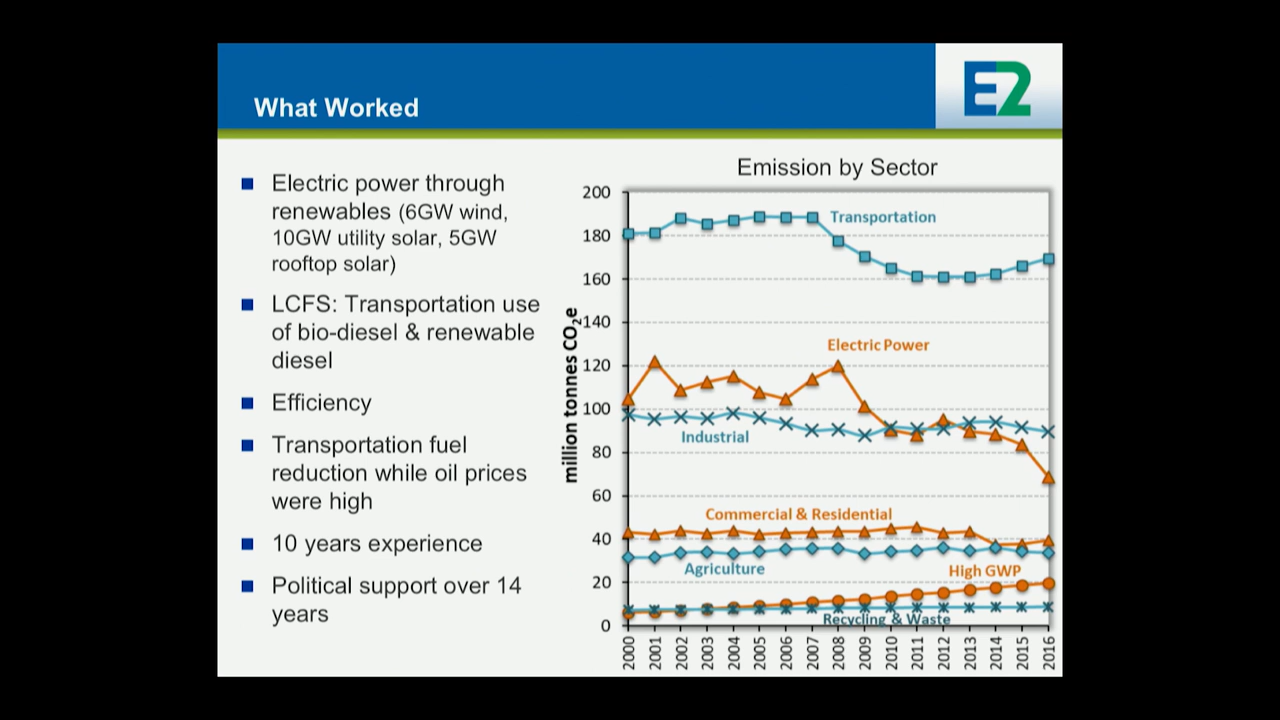 What Worked
E2
Electric power through
renewables (6GW wind,
10GW utility solar, 5GW
rooftop solar)
LCFS: Transportation use
of bio-diesel & renewable
diesel
Efficiency
Transportation fuel
reduction while oil prices
were high
10 years experience
Political support over 14
years
Emission by Sector
million tonnes CO₂e
200
180
160
140
120
100
80
60
40
20
0
Transportation
Electric Power
Industrial
Commercial & Residential
Agriculture
High GWP
Recycling & Waste
2000
2001
2002
2003
2004
2005
2006
2007
2008
2009
2010
2011
2012
2013
2014
2015
2016